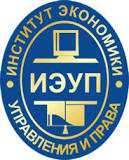 ИНСТИТУТ ЭКОНОМИКИ
ИЭУП
УПРАВЛЕНИЯ И ПРАВА